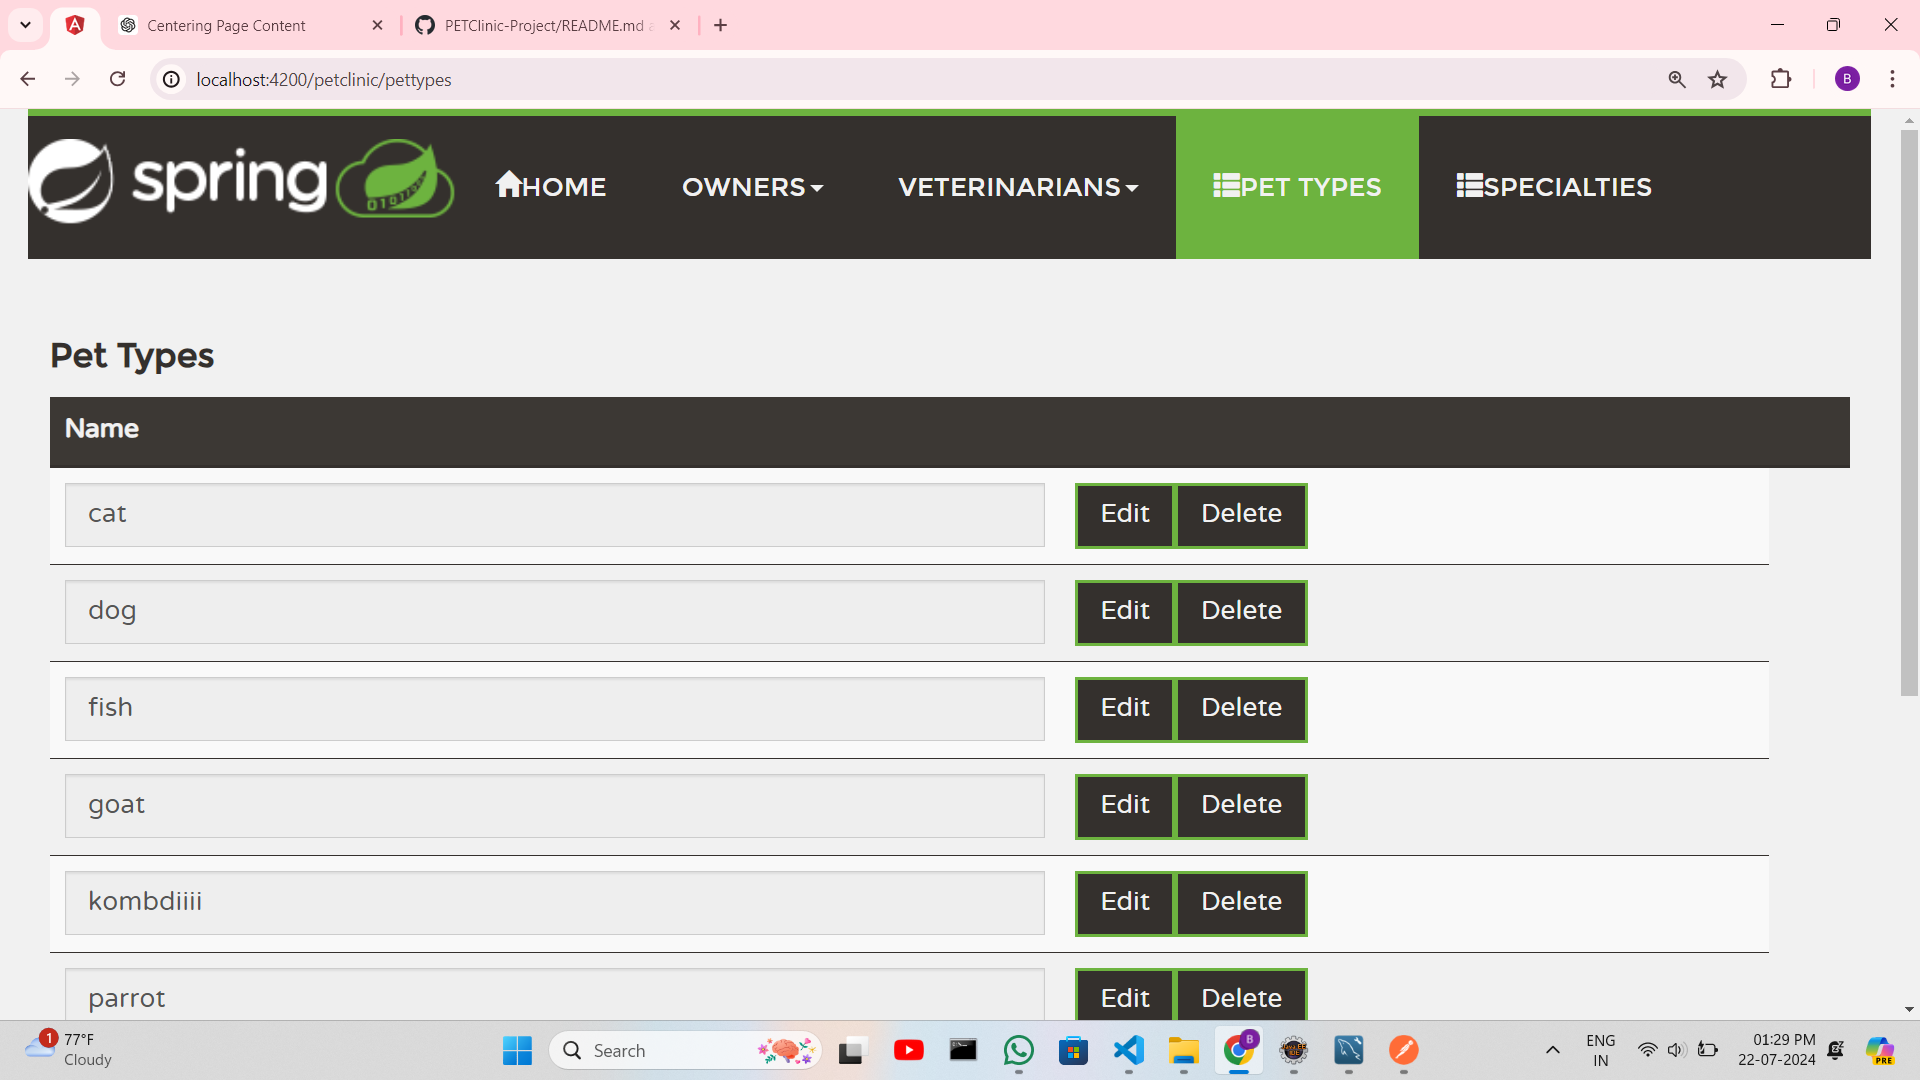 Centering Page Content
PETClinic-Project/README.md
localhost:4200/petclinic/pettypes
B
spring
HOME
OWNERS
VETERINARIANS
PET TYPES
SPECIALTIES
Pet Types
Name
cat
Edit Delete
dog
Edit Delete
fish
Edit Delete
goat
Edit Delete
kombdiiii
Edit Delete
parrot
Edit Delete
1
77°F
Cloudy
Search
B
ENG
IN
01:29 PM
22-07-2024
PRE